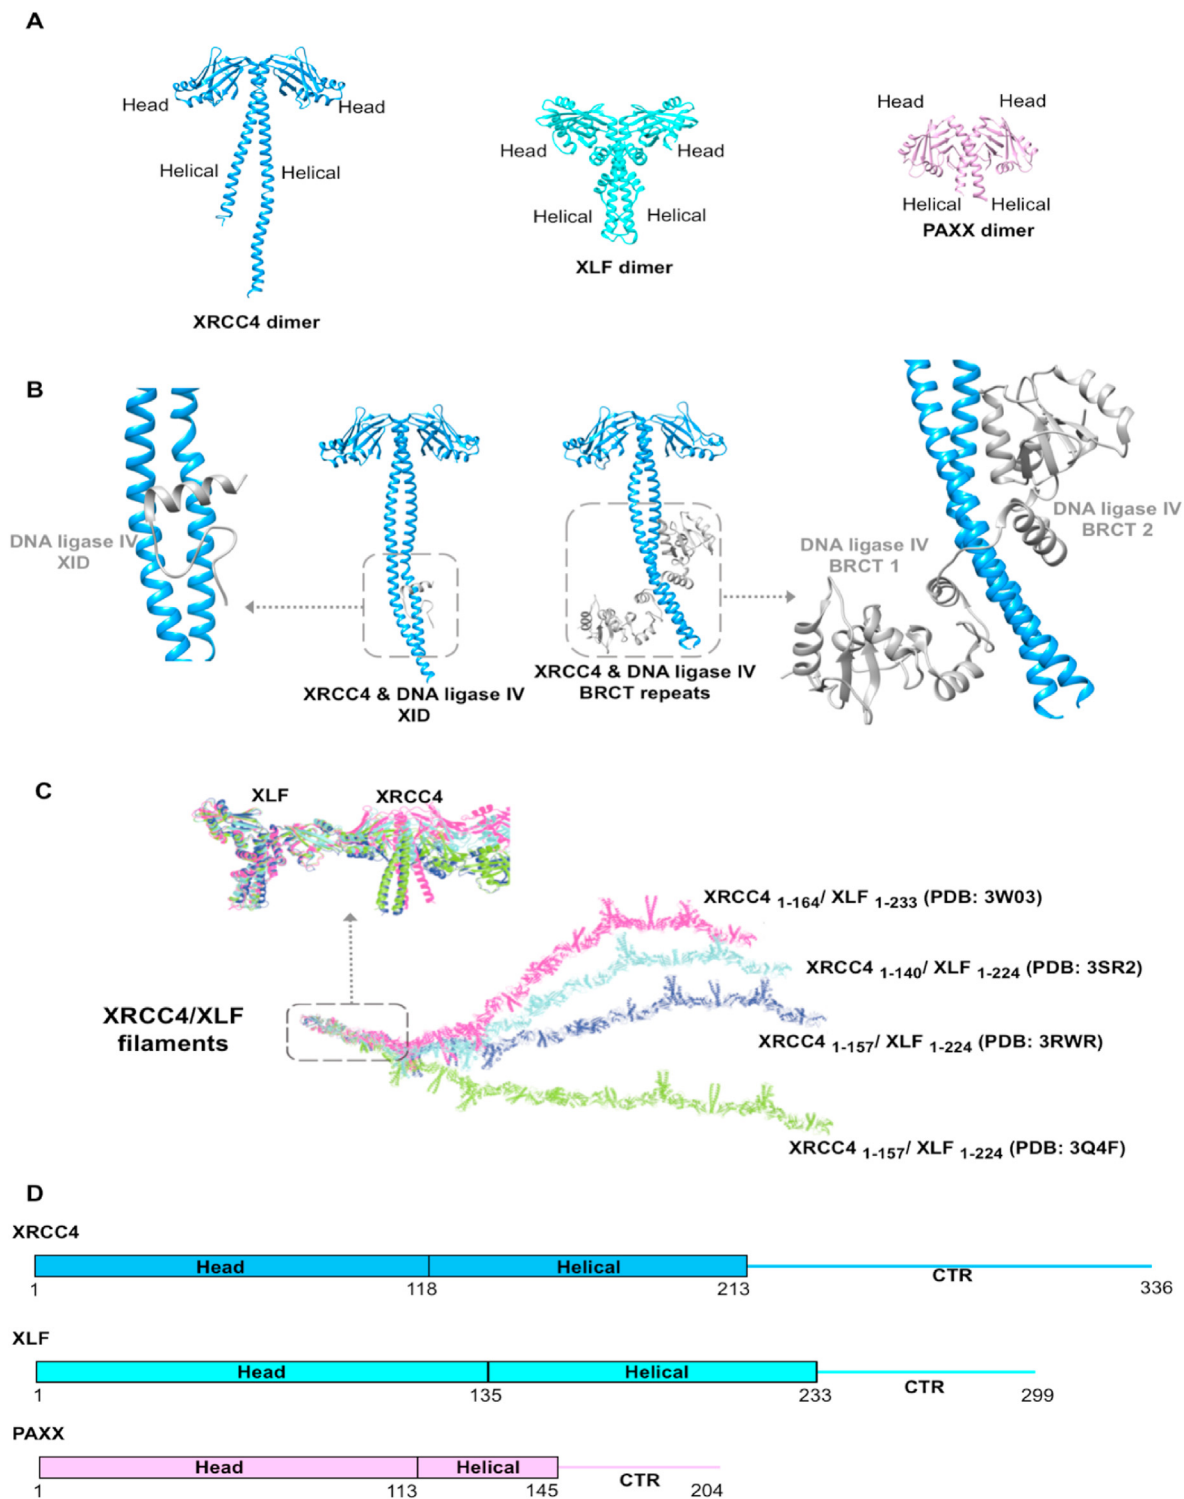 A
Head
Head
Helical
Helical
XRCC4 dimer
Head
Head
Helical
Helical
XLF dimer
Head
Head
Helical
Helical
PAXX dimer
B
DNA ligase IV
XID
XRCC4 & DNA ligase IV
XID
XRCC4 & DNA ligase IV
BRCT repeats
DNA ligase IV
BRCT 1
DNA ligase IV
BRCT 2
C
XLF
XRCC4
XRCC4/XLF
filaments
XRCC4 1-164/ XLF 1-233 (PDB: 3W03)
XRCC4 1-140/ XLF 1-224 (PDB: 3SR2)
XRCC4 1-157/ XLF 1-224 (PDB: 3RWR)
XRCC4 1-157/ XLF 1-224 (PDB: 3Q4F)
D
XRCC4
Head
Helical
CTR
1
118
213
336
XLF
Head
Helical
CTR
1
135
233
299
PAXX
Head
Helical
CTR
1
113
145
204